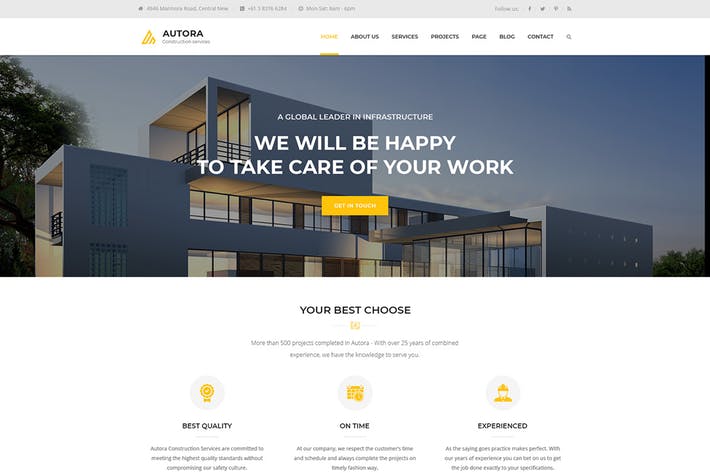 4946 Marmora Road, Central New
+61 3 8376 6284
Mon-Sat: 8am - 6pm
Follow us:
AUTORA
Construction services
HOME
ABOUT US
SERVICES
PROJECTS
PAGE
BLOG
CONTACT
A GLOBAL LEADER IN INFRASTRUCTURE
WE WILL BE HAPPY
TO TAKE CARE OF YOUR WORK
GET IN TOUCH
YOUR BEST CHOOSE
More than 500 projects completed in Autora - With over 25 years of combined
experience, we have the knowledge to serve you.
BEST QUALITY
Autora Construction Services are committed to
meeting the highest quality standards without
compromising our safety culture.
ON TIME
At our company, we respect the customer's time
and schedule and always complete the projects on
timely fashion way.
EXPERIENCED
As the saying goes practice makes perfect. With
our years of experience you can bet on us to get
the job done exactly to your specifications.